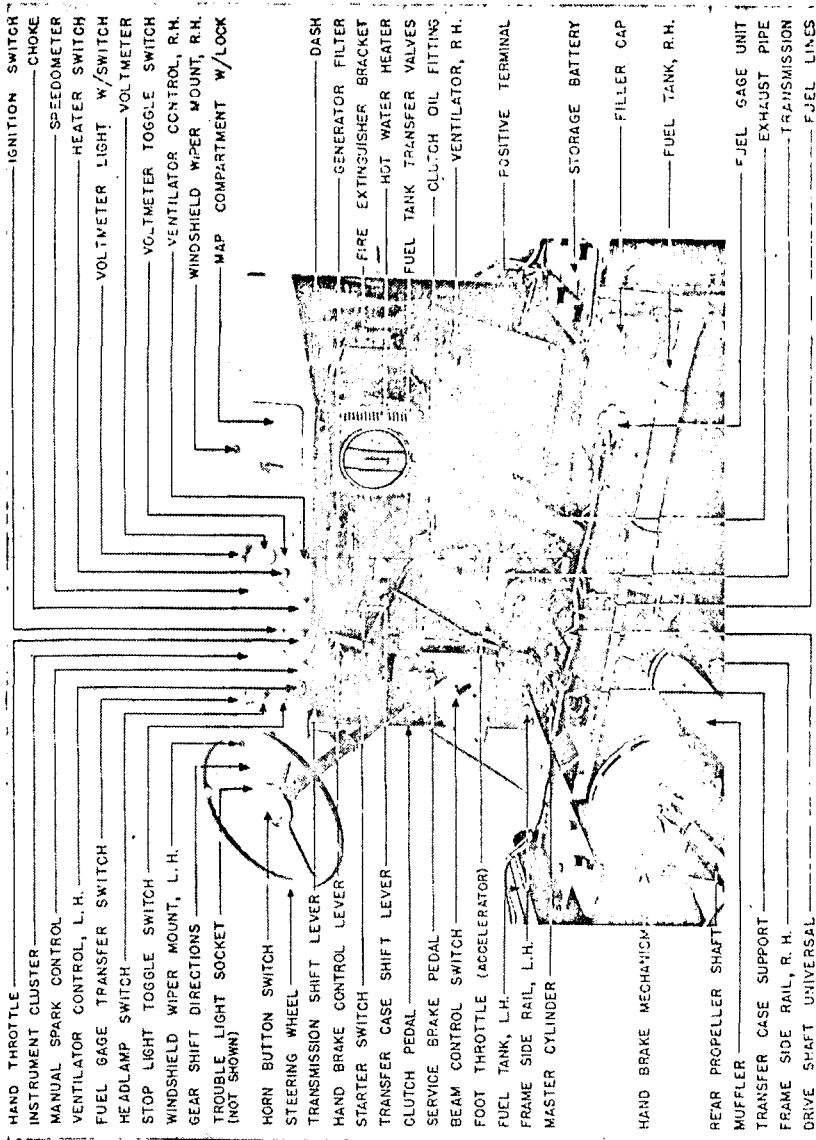 HAND THROTTLE
INSTRUMENT CLUSTER
MANUAL SPARK CONTROL
VENTILATOR CONTROL, L.H.
FUEL GAGE TRANSFER SWITCH
HEADLAMP SWITCH
STOP LIGHT TOGGLE SWITCH
WINDSHIELD WIPER MOUNT, L.H.
GEAR SHIFT DIRECTIONS
TROUBLE LIGHT SOCKET
(NOT SHOWN)
HORN BUTTON SWITCH
STEERING WHEEL
TRANSMISSION SHIFT LEVER
HAND BRAKE CONTROL LEVER
STARTER SWITCH
TRANSFER CASE SHIFT LEVER
CLUTCH PEDAL
SERVICE BRAKE PEDAL
BEAM CONTROL SWITCH
FOOT THROTTLE (ACCELERATOR)
FUEL TANK, L.H.
FRAME SIDE RAIL, L.H.
MASTER CYLINDER
HAND BRAKE MECHANISM
REAR PROPELLER SHAFT
MUFFLER
TRANSFER CASE SUPPORT
FRAME SIDE RAIL, R.H.
DRIVE SHAFT UNIVERSAL
IGNITION SWITCH
CHOKE
SPEEDOMETER
HEATER SWITCH
VOLTMETER LIGHT W/SWITCH
VOLTMETER
VOLTMETER TOGGLE SWITCH
VENTILATOR CONTROL, R.H.
WINDSHIELD WIPER MOUNT, R.H.
MAP COMPARTMENT W/LOCK
DASH
GENERATOR FILTER
FIRE EXTINGUISHER BRACKET
HOT WATER HEATER
FUEL TANK TRANSFER VALVES
CLUTCH OIL FITTING
VENTILATOR, R.H.
POSITIVE TERMINAL
STORAGE BATTERY
FILLER CAP
FUEL TANK, R.H.
FUEL GAGE UNIT
EXHAUST PIPE
TRANSMISSION
FUEL LINES